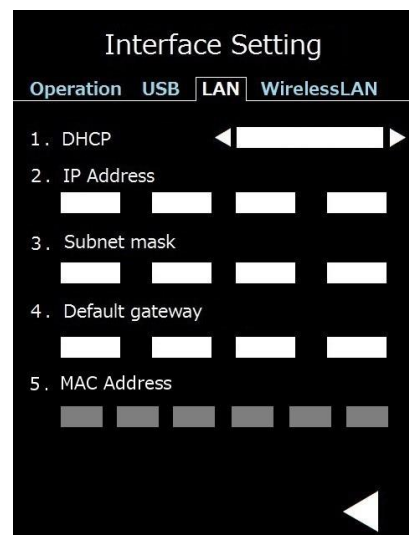 Interface Setting
Operation USB LAN WirelessLAN
1. DHCP
2. IP Address
3. Subnet mask
4. Default gateway
5. MAC Address